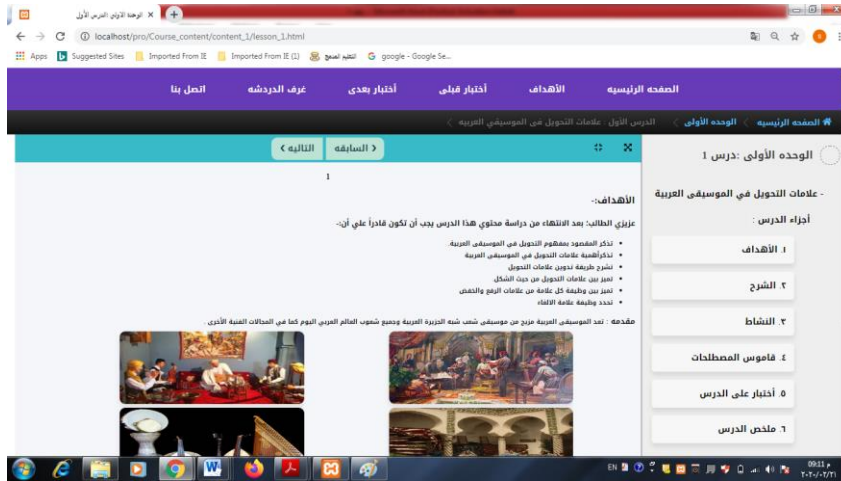 الوحدة الأولى الدرس الأول
localhost/pro/Course_content/content_1/lesson_1.html
Apps Suggested Sites Imported From IE Imported From IE (1) google - Google Se...
الصفحه الرئيسيه الأهداف أختبار قبلى أختبار بعدى غرف الدردشه اتصل بنا
الصفحه الرئيسيه الوحده الأولى الدرس الأول : علامات التحويل فى الموسيقي العربيه
السابقه التاليه
الوحده الأولى :درس 1
- علامات التحويل في الموسيقى العربية
أجزاء الدرس :
١. الأهداف
٢. الشرح
٣. النشاط
٤. قاموس المصطلحات
٥. أختبار على الدرس
٦. ملخص الدرس
1
الأهداف:-
عزيزي الطالب؛ بعد الانتهاء من دراسة محتوي هذا الدرس يجب أن تكون قادراً علي أن:-
تذكر المقصود بمفهوم التحويل في الموسيقى العربية.
تذكرأهمية علامات التحويل في الموسيقى العربية
تشرح طريقة تدوين علامات التحويل
تميز بين علامات التحويل من حيث الشكل
تميز بين وظيفة كل علامة من علامات الرفع والخفض
تحدد وظيفة علامة الالغاء
مقدمه : تعد الموسيقى العربية مزيج من موسيقى شعب شبه الجزيرة العربية وجميع شعوب العالم العربي اليوم كما في المجالات الفنية الأخرى .
EN
09:11 م
٢٠٢٠/٠٢/٢١